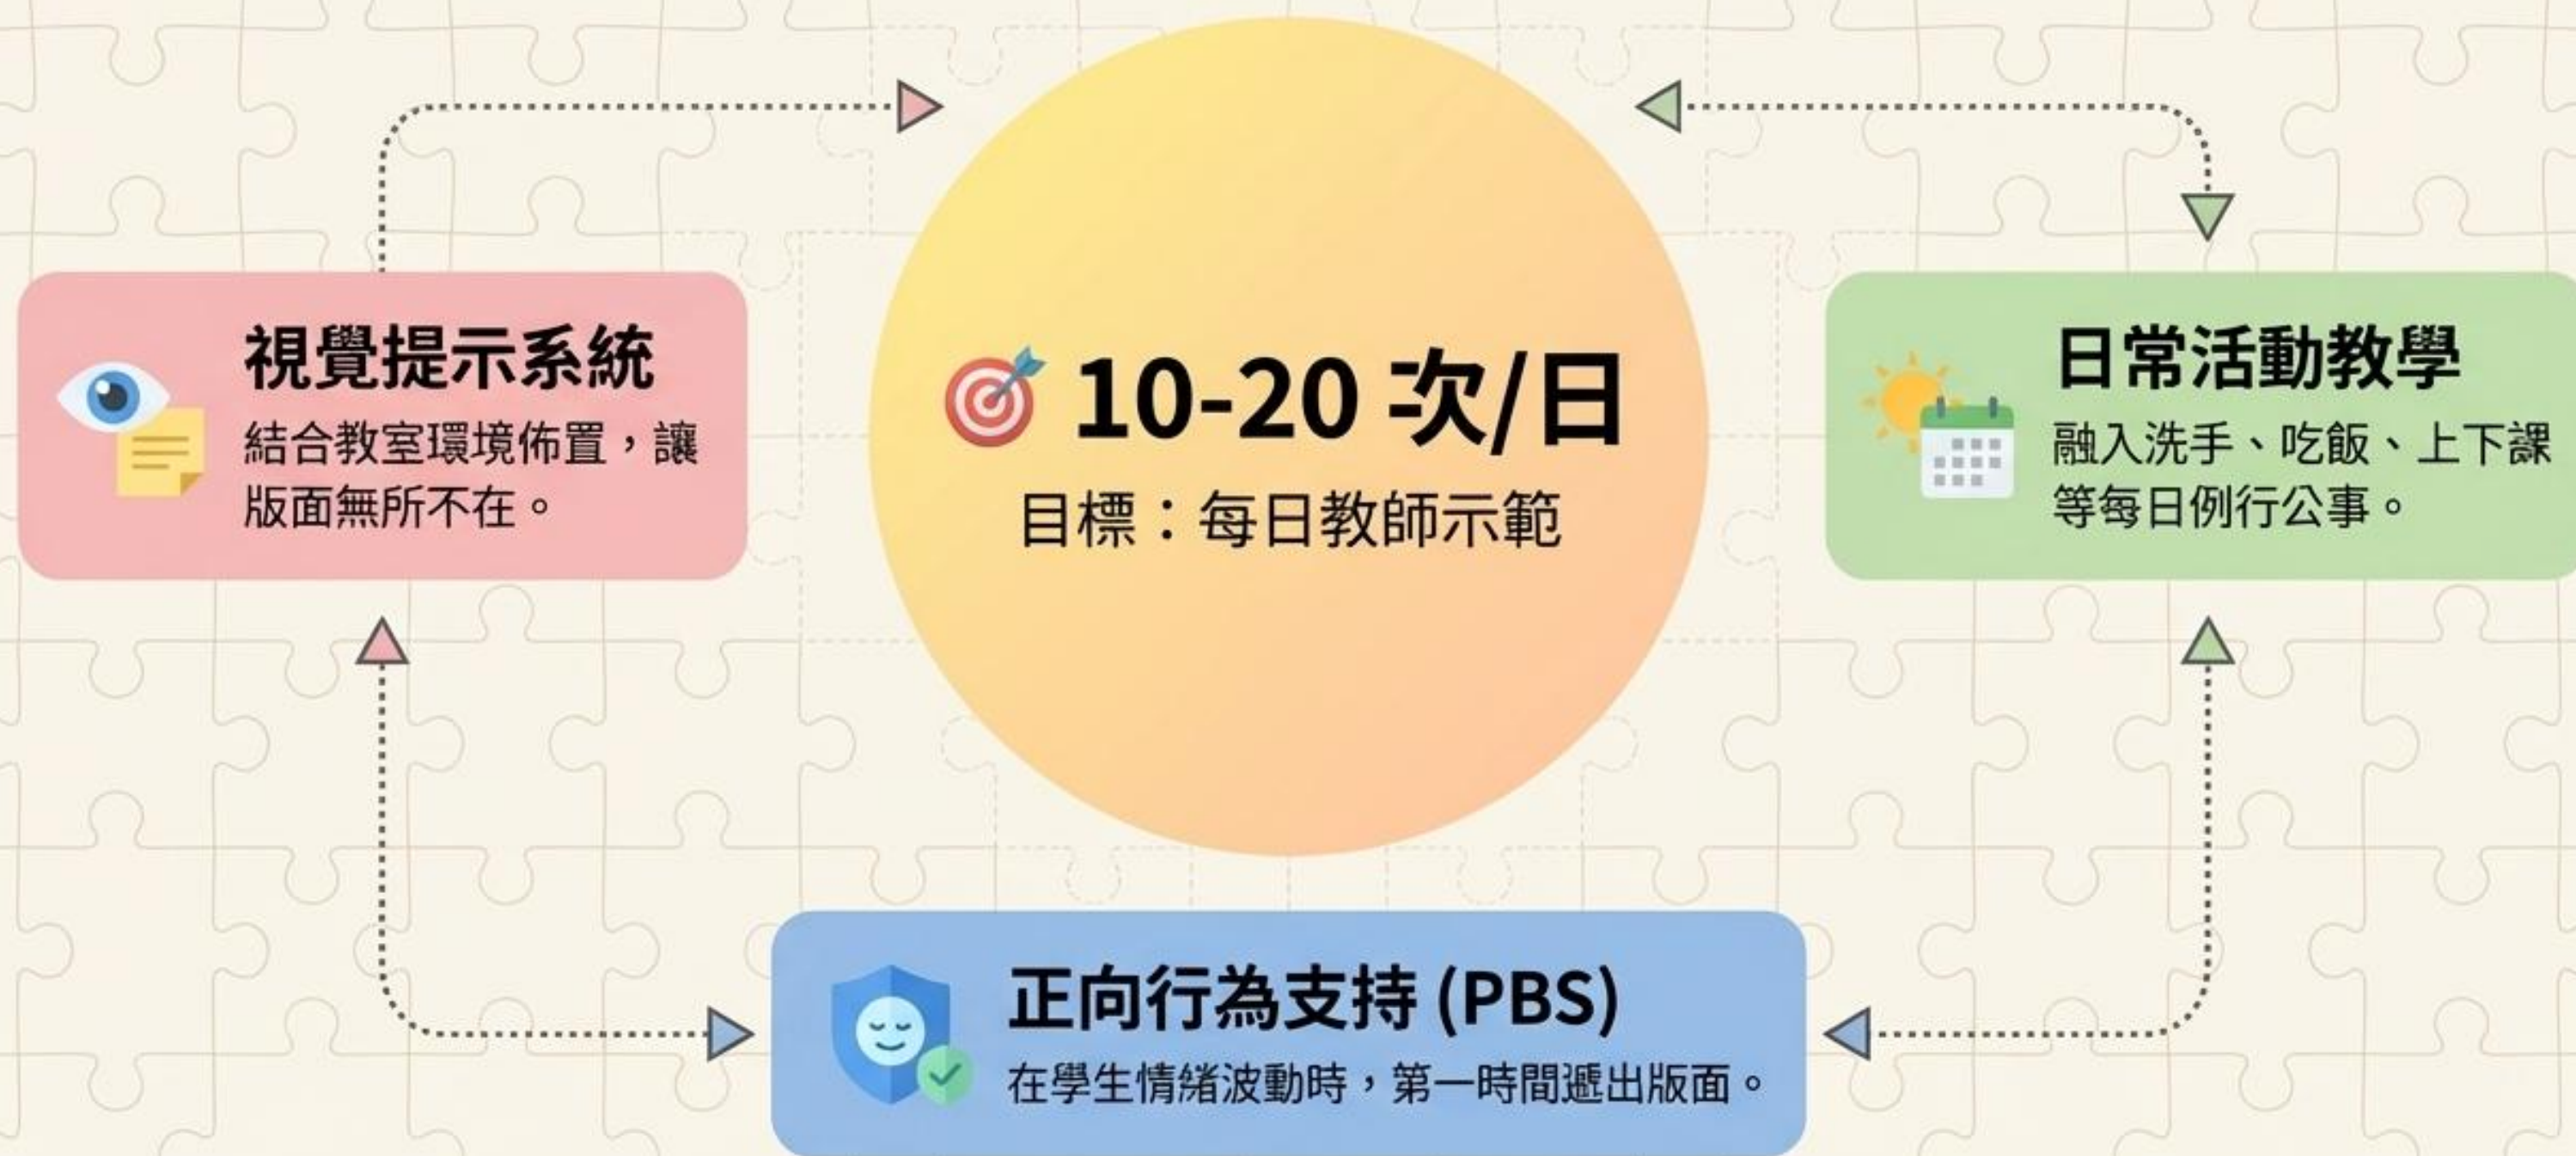 視覺提示系統
結合教室環境佈置，讓
版面無所不在。
10-20 次/日
目標：每日教師示範
日常活動教學
融入洗手、吃飯、上下課
等每日例行公事。
正向行為支持 (PBS)
在學生情緒波動時，第一時間遞出版面。